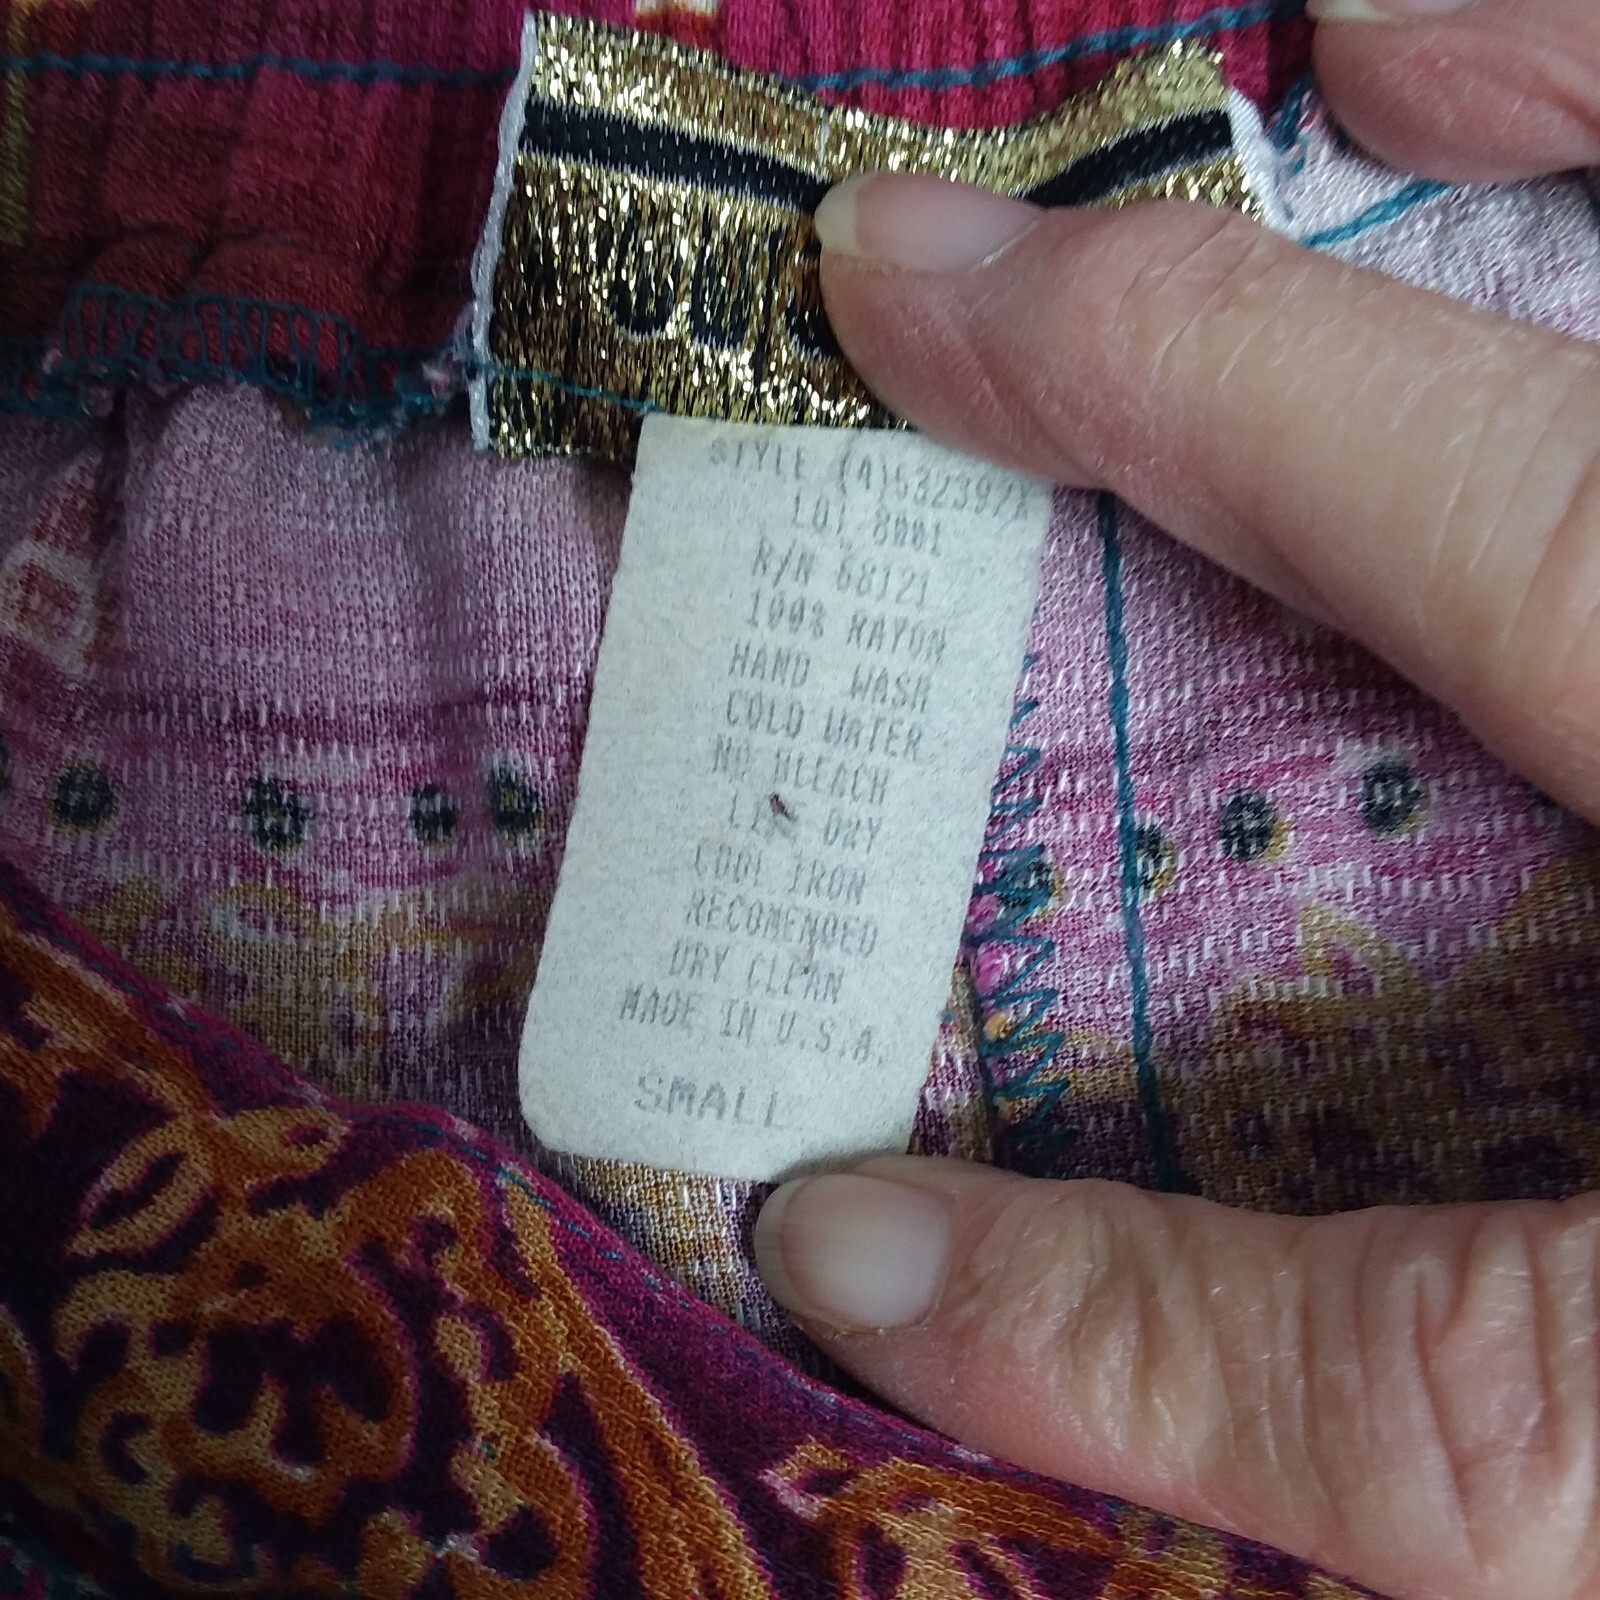 STYLE (4)532397X
LOT 8001
R/N 68121
100% RAYON
HAND WASH
COLD WATER
NO BLEACH
LINE DRY
COOL IRON
RECOMENDED
DRY CLEAN
MADE IN U.S.A.
SMALL